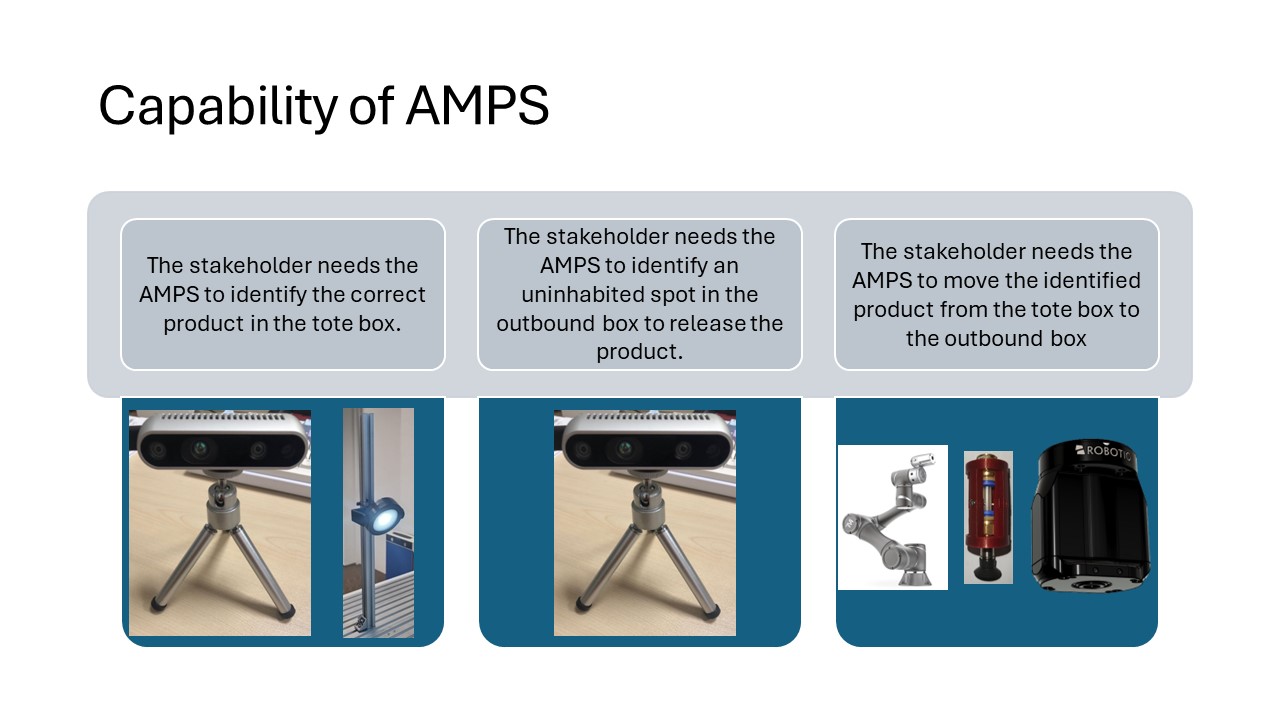 Capability of AMPS
The stakeholder needs the
AMPS to identify the correct
product in the tote box.
The stakeholder needs the
AMPS to identify an
uninhabited spot in the
outbound box to release the
product.
The stakeholder needs the
AMPS to move the identified
product from the tote box to
the outbound box
ROBOTIQ